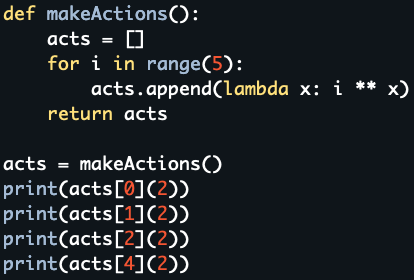 def makeActions():
    acts = []
    for i in range(5):
        acts.append(lambda x: i ** x)
    return acts

acts = makeActions()
print(acts[0](2))
print(acts[1](2))
print(acts[2](2))
print(acts[4](2))